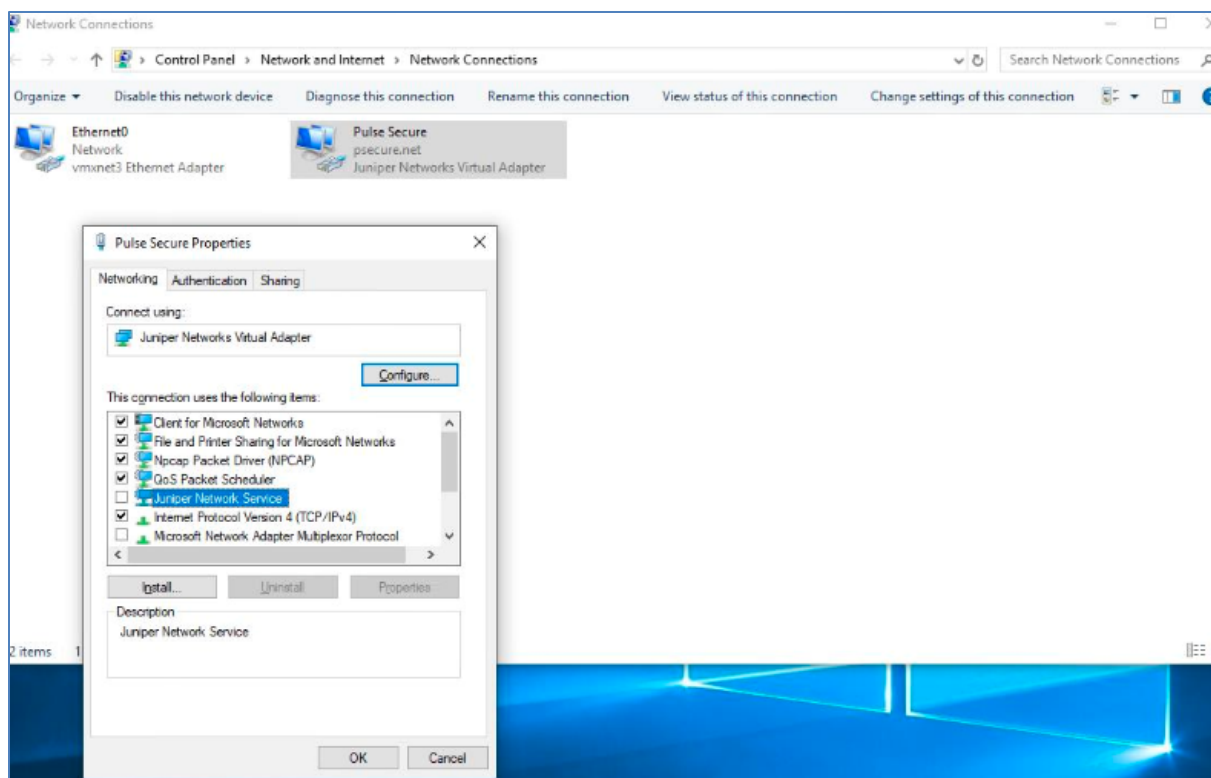 Network Connections
Control Panel > Network and Internet > Network Connections
Search Network Connections
Organize
Disable this network device
Diagnose this connection
Rename this connection
View status of this connection
Change settings of this connection
Ethernet0
Network
vmxnet3 Ethernet Adapter
Pulse Secure
psecure.net
Juniper Networks Virtual Adapter
Pulse Secure Properties
Networking
Authentication
Sharing
Connect using:
Juniper Networks Virtual Adapter
Configure...
This connection uses the following items:
Client for Microsoft Networks
File and Printer Sharing for Microsoft Networks
Npcap Packet Driver (NPCAP)
QoS Packet Scheduler
Juniper Network Service
Internet Protocol Version 4 (TCP/IPv4)
Microsoft Network Adapter Multiplexor Protocol
Install...
Uninstall
Properties
Description
Juniper Network Service
2 items
1
OK
Cancel